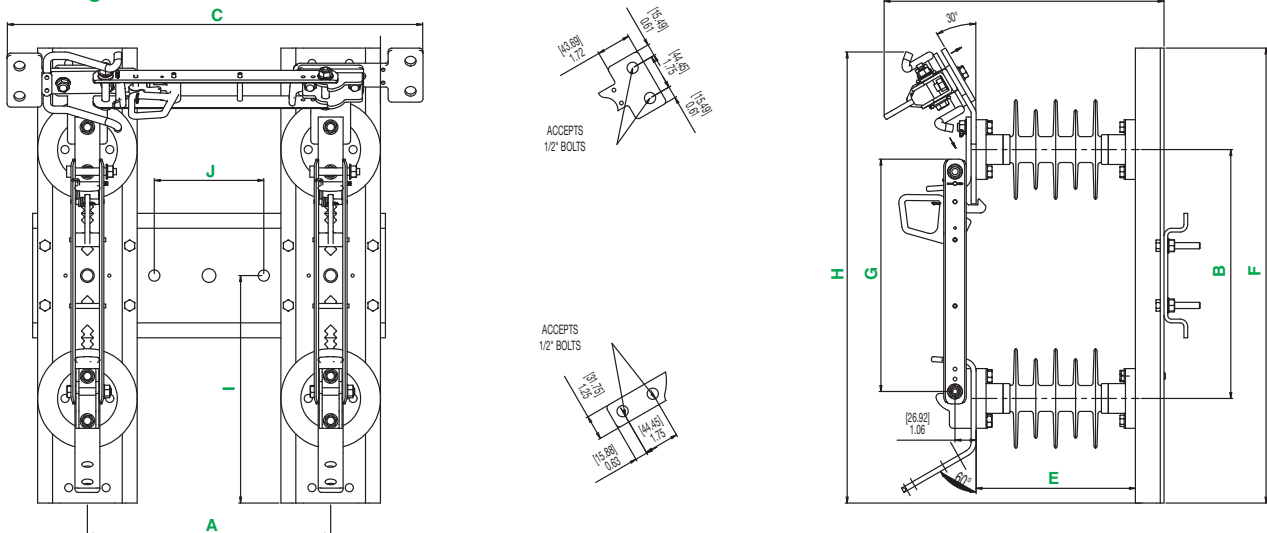 C
J
I
A
[43.69]
1.72
[15.49]
0.61
[44.45]
1.75
[15.49]
0.61
ACCEPTS
1/2" BOLTS
ACCEPTS
1/2" BOLTS
[31.75]
1.25
[44.45]
1.75
[15.88]
0.63
30°
H
G
B
F
[26.92]
1.06
60°
E